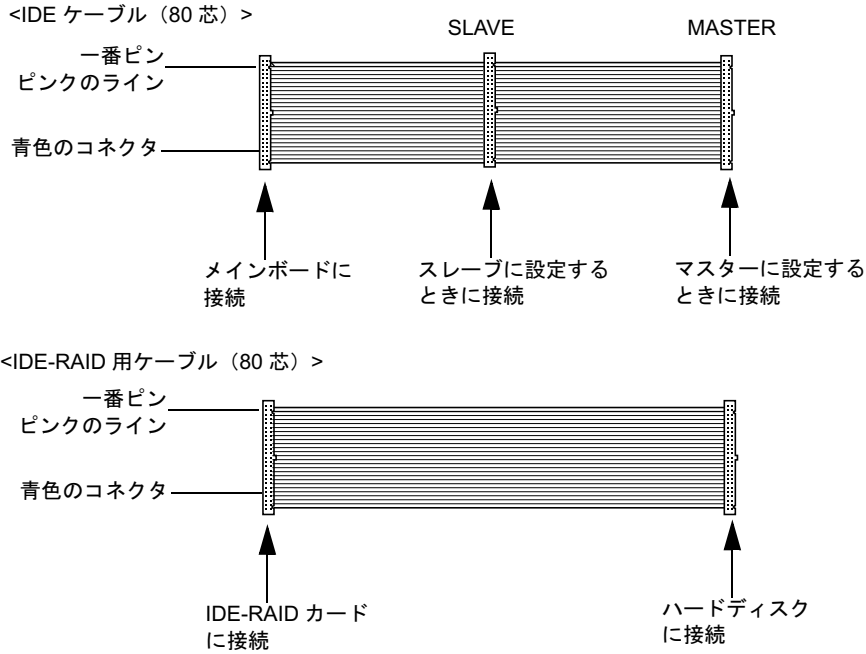 <IDE ケーブル（80 芯）>
SLAVE
MASTER
一番ピン
ピンクのライン
青色のコネクタ
メインボードに
接続
スレーブに設定する
ときに接続
マスターに設定する
ときに接続
<IDE-RAID 用ケーブル（80 芯）>
一番ピン
ピンクのライン
青色のコネクタ
IDE-RAID カード
に接続
ハードディスク
に接続